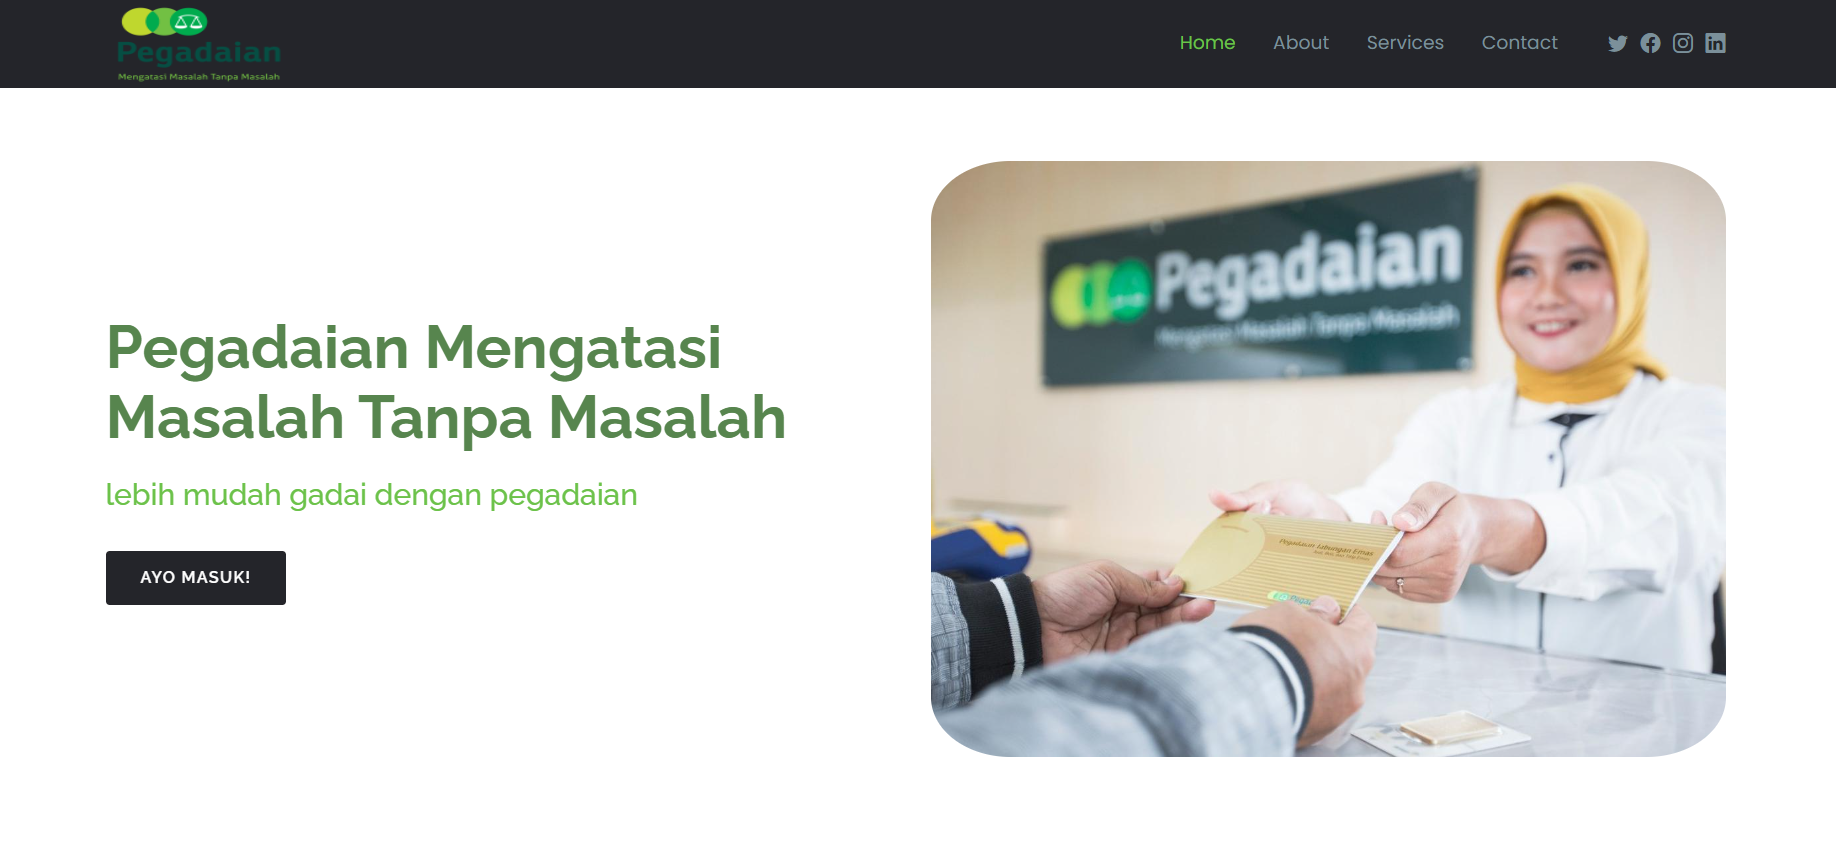 Pegadaian
Mengatasi Masalah Tanpa Masalah
Home
About
Services
Contact
Pegadaian Mengatasi
Masalah Tanpa Masalah
lebih mudah gadai dengan pegadaian
AYO MASUK!
Pegadaian
Mengatasi Masalah Tanpa Masalah
Pegadaian Tabungan Emas